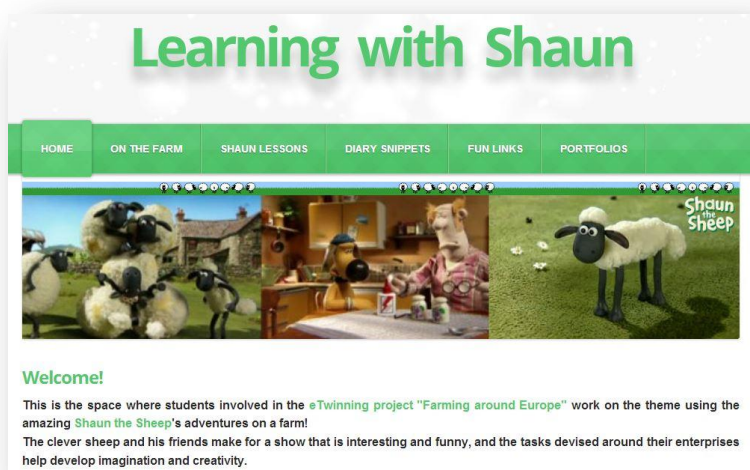 Learning with Shaun
HOME ON THE FARM SHAUN LESSONS DIARY SNIPPETS FUN LINKS PORTFOLIOS
Shaun
the
Sheep
Welcome!
This is the space where students involved in the eTwinning project "Farming around Europe" work on the theme using the
amazing Shaun the Sheep's adventures on a farm!
The clever sheep and his friends make for a show that is interesting and funny, and the tasks devised around their enterprises
help develop imagination and creativity.